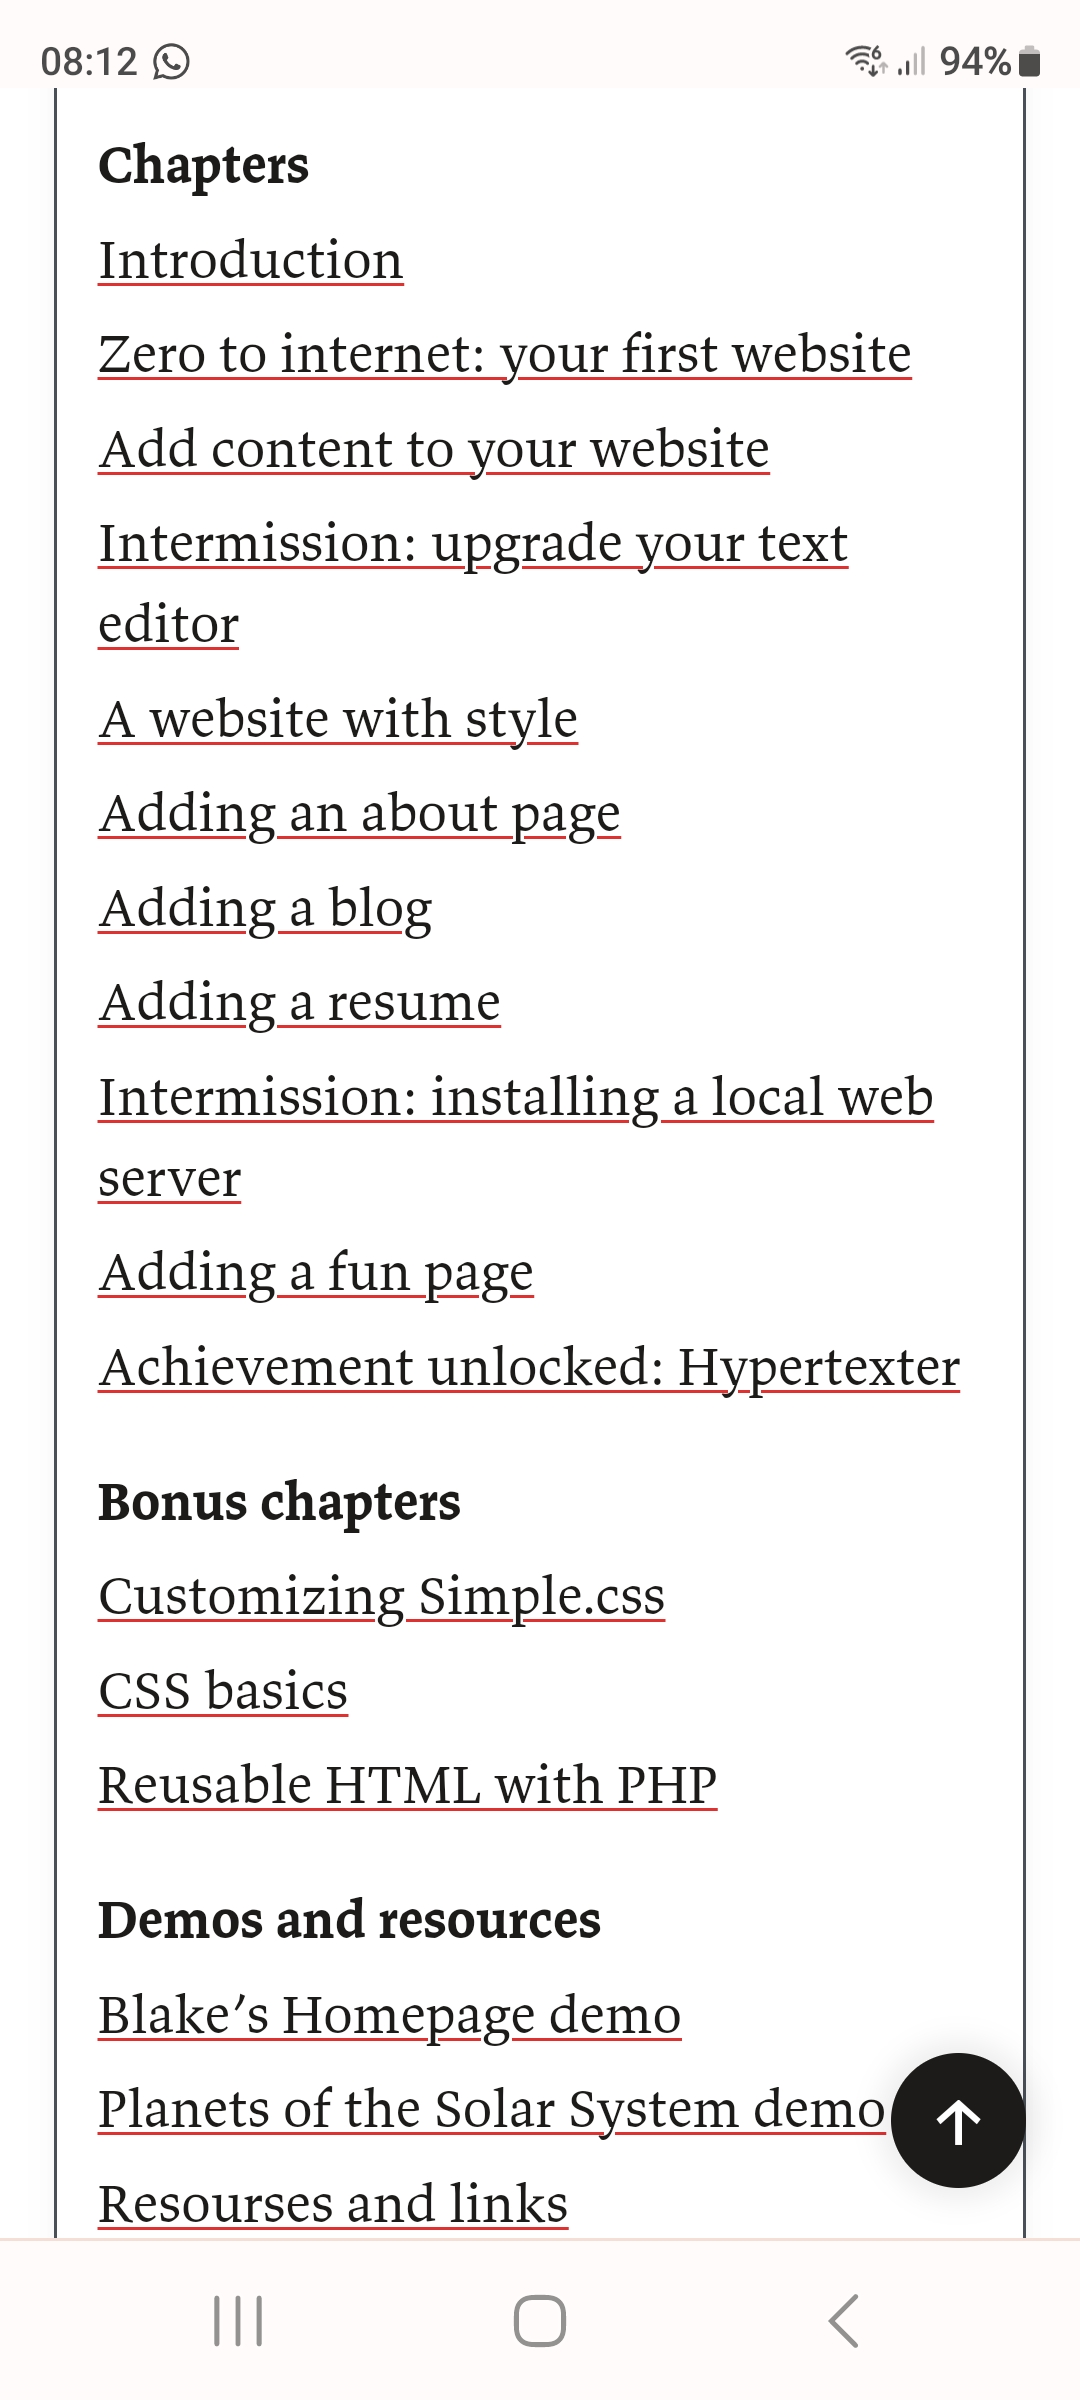 08:12
6
94%
Chapters
Introduction
Zero to internet: your first website
Add content to your website
Intermission: upgrade your text
editor
A website with style
Adding an about page
Adding a blog
Adding a resume
Intermission: installing a local web
server
Adding a fun page
Achievement unlocked: Hypertexter
Bonus chapters
Customizing Simple.css
CSS basics
Reusable HTML with PHP
Demos and resources
Blake’s Homepage demo
Planets of the Solar System demo
Resourses and links